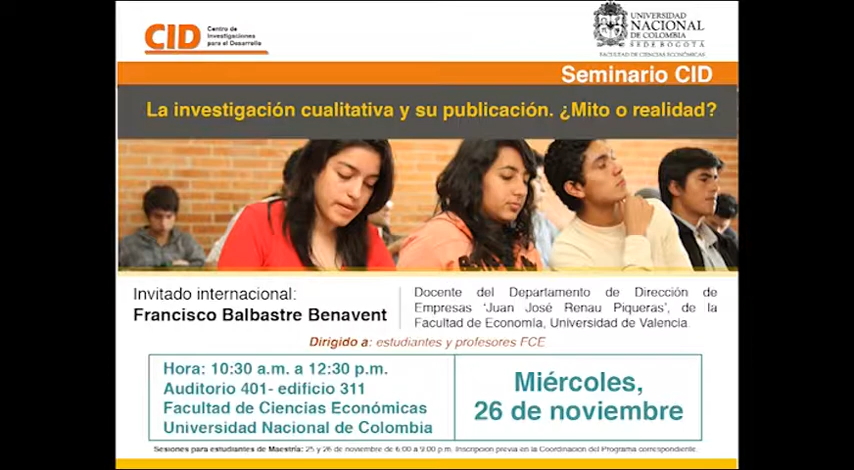 CID
Centro de
Investigaciones
para el Desarrollo
UNIVERSIDAD
NACIONAL
DE COLOMBIA
SEDE BOGOTÁ
FACULTAD DE CIENCIAS ECONÓMICAS
Seminario CID
La investigación cualitativa y su publicación. ¿Mito o realidad?
Invitado internacional:
Francisco Balbastre Benavent
Docente del Departamento de Dirección de
Empresas ‘Juan José Renau Piqueras’, de la
Facultad de Economía, Universidad de Valencia.
Dirigido a: estudiantes y profesores FCE
Hora: 10:30 a.m. a 12:30 p.m.
Auditorio 401- edificio 311
Facultad de Ciencias Económicas
Universidad Nacional de Colombia
Miércoles,
26 de noviembre
Sesiones para estudiantes de Maestría: 25 y 26 de noviembre de 6:00 a 9:00 p.m. Inscripción previa en la Coordinación del Programa correspondiente.